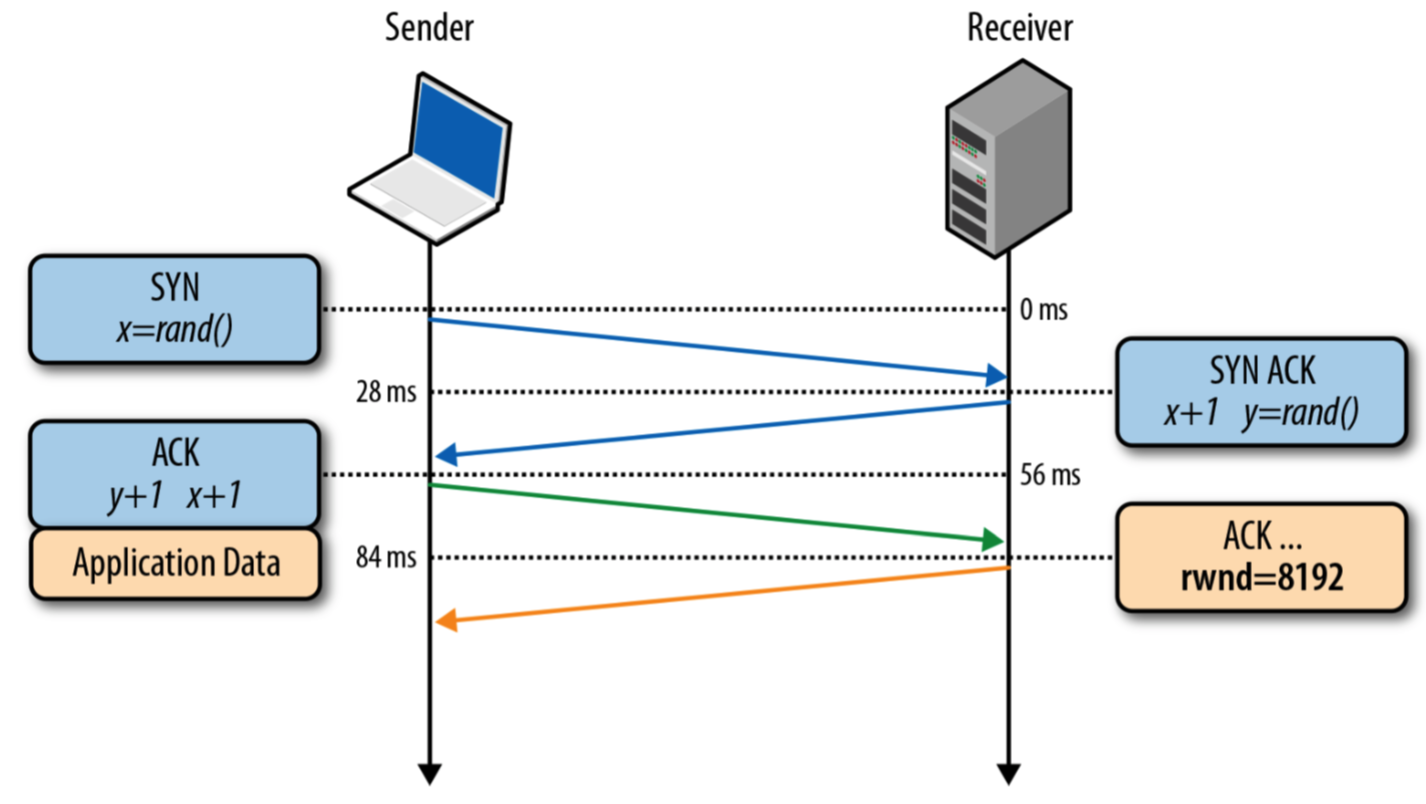 Sender
Receiver
SYN
x=rand()
0 ms
28 ms
SYN ACK
x+1 y=rand()
ACK
y+1 x+1
56 ms
Application Data
84 ms
ACK ...
rwnd=8192